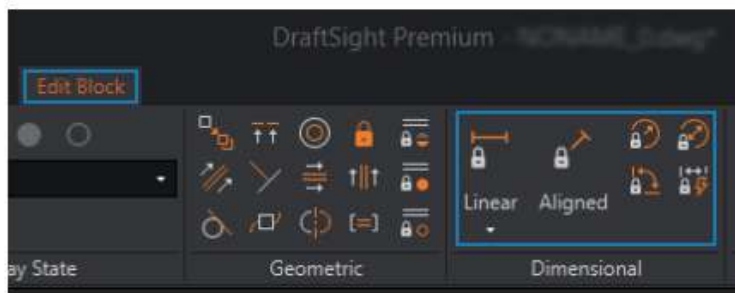 DraftSight Premium -
Edit Block
Linear
Aligned
ay State
Geometric
Dimensional